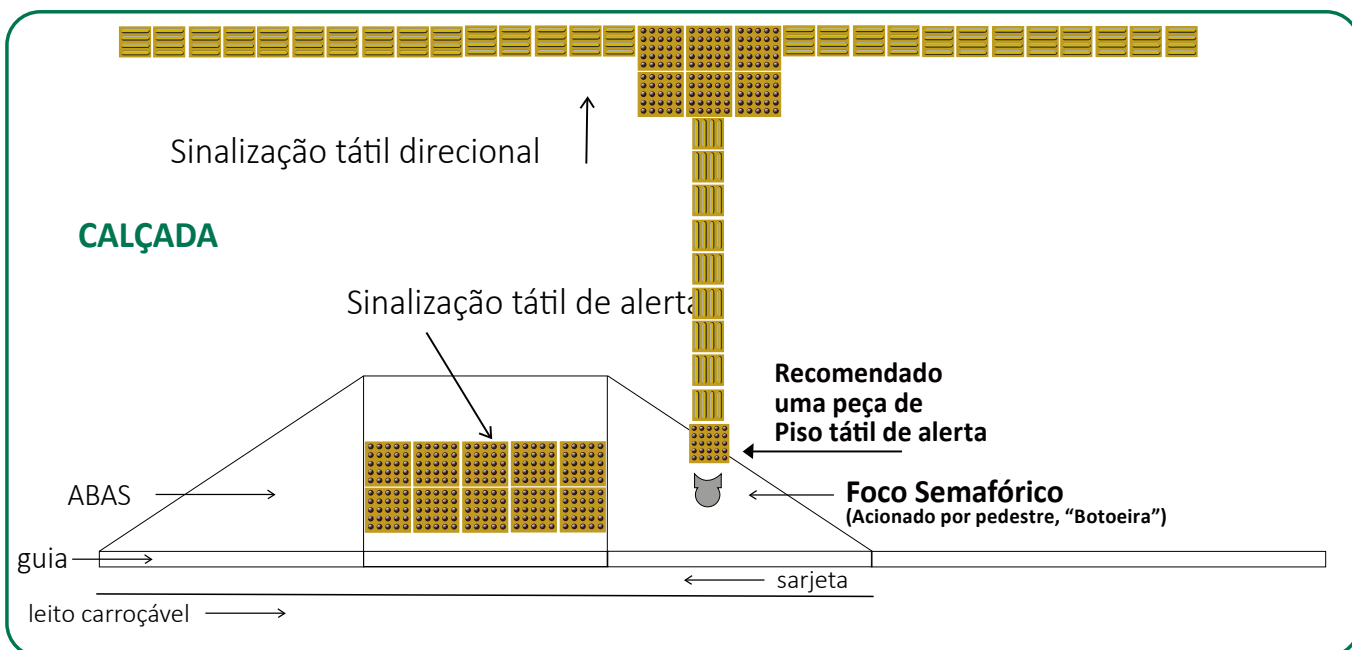 Sinalização tátil direcional
CALÇADA
Sinalização tátil de alerta
Recomendado
uma peça de
Piso tátil de alerta
ABAS
Foco Semafórico
(Acionado por pedestre, “Botoeira”)
guia
sarjeta
leito carroçável